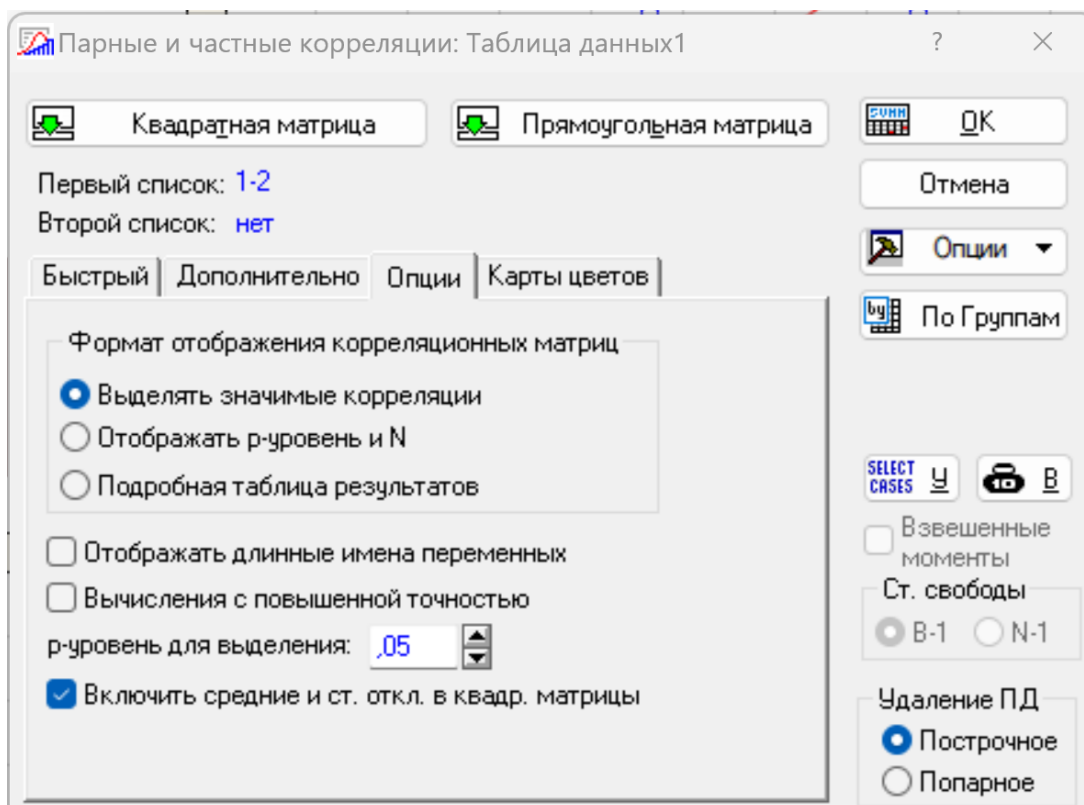 Парные и частные корреляции: Таблица данных1 ?
Квадратная матрица
Прямоугольная матрица
OK
Первый список: 1-2
Отмена
Второй список: нет
Опции
Быстрый Дополнительно Опции Карты цветов
По Группам
Формат отображения корреляционных матриц
Выделять значимые корреляции
Отображать p-уровень и N
Подробная таблица результатов
SELECT CASES У
В
Отображать длинные имена переменных
Взвешенные
моменты
Вычисления с повышенной точностью
Ст. свободы
p-уровень для выделения: ,05
В-1 N-1
Включить средние и ст. откл. в квадр. матрицы
Удаление ПД
Построчное
Попарное